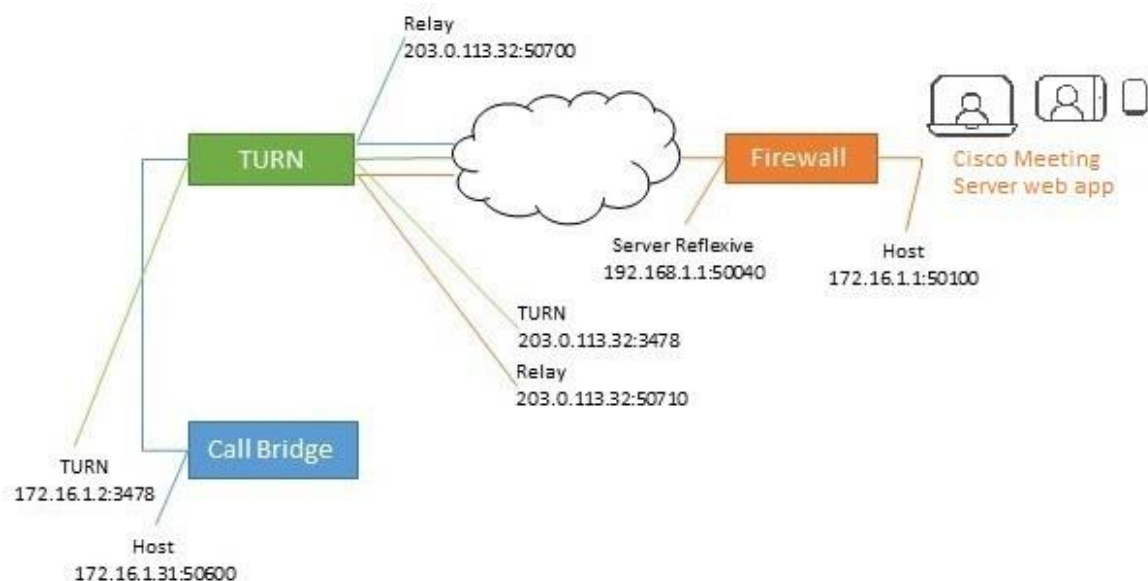 Relay
203.0.113.32:50700
TURN
Firewall
Cisco Meeting
Server web app
Server Reflexive
192.168.1.1:50040
Host
172.16.1.1:50100
TURN
203.0.113.32:3478
Relay
203.0.113.32:50710
Call Bridge
TURN
172.16.1.2:3478
Host
172.16.1.31:50600